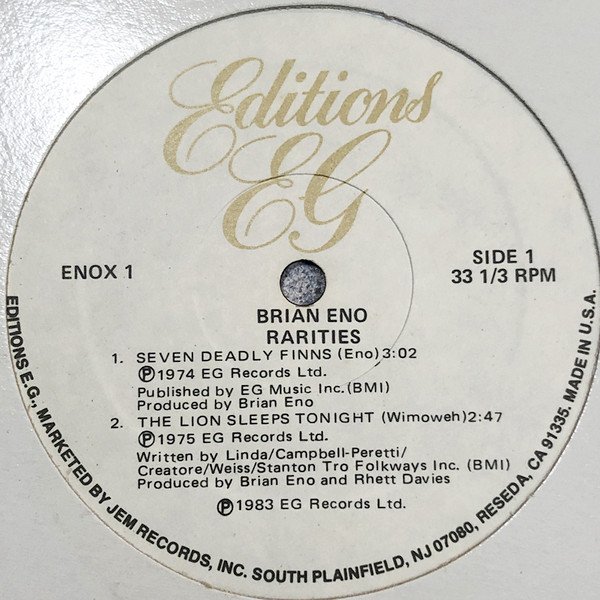 Editions
EG
ENOX 1
SIDE 1
33 1/3 RPM
BRIAN ENO
RARITIES
1. SEVEN DEADLY FINNS (Eno) 3:02
Ⓟ1974 EG Records Ltd.
Published by EG Music Inc.(BMI)
Produced by Brian Eno
2. THE LION SLEEPS TONIGHT (Wimoweh)2:47
Ⓟ1975 EG Records Ltd.
Written by Linda/Campbell-Peretti/
Creatore/Weiss/Stanton Tro Folkways Inc. (BMI)
Produced by Brian Eno and Rhett Davies
Ⓟ1983 EG Records Ltd.
EDITIONS E.G., MARKETED BY JEM RECORDS, INC. SOUTH PLAINFIELD, NJ 07080, RESEDA, CA 91335. MADE IN U.S.A.